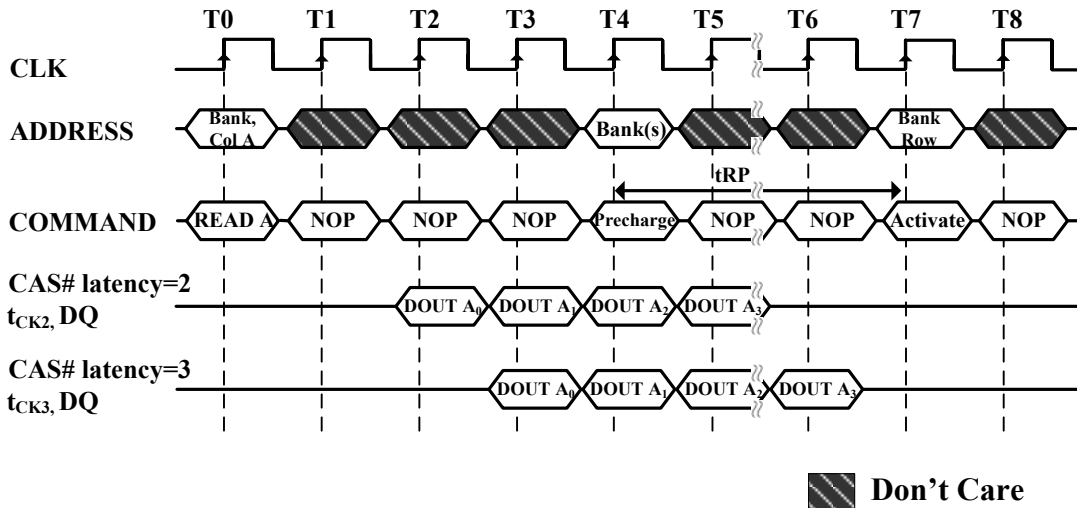 T0 T1 T2 T3 T4 T5 T6 T7 T8
CLK
ADDRESS Bank, Col A Bank(s) Bank Row
tRP
COMMAND READ A NOP NOP NOP Precharge NOP NOP Activate NOP
CAS# latency=2
tCK2, DQ DOUT A0 DOUT A1 DOUT A2 DOUT A3
CAS# latency=3
tCK3, DQ DOUT A0 DOUT A1 DOUT A2 DOUT A3
Don't Care